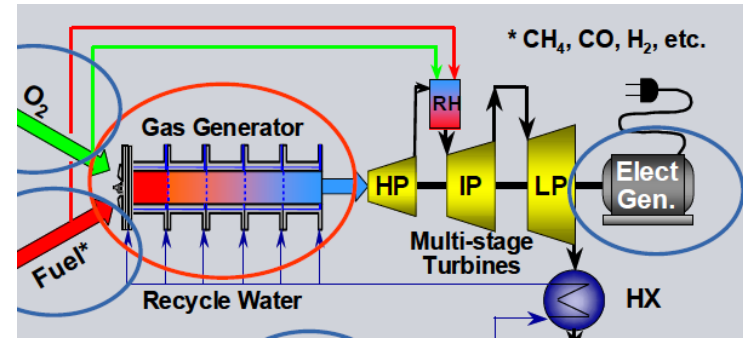 * CH₄, CO, H₂, etc.
O₂
Gas Generator
RH
HP
IP
LP
Elect
Gen.
Multi-stage
Turbines
Fuel*
Recycle Water
HX